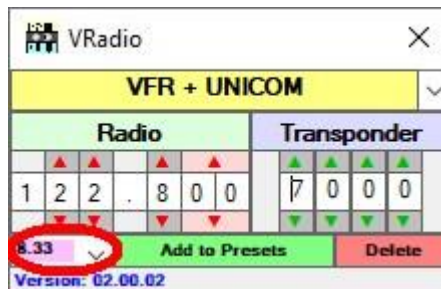 VRadio
VFR + UNICOM
Radio Transponder
122.800 7000
8.33 Add to Presets Delete
Version: 02.00.02